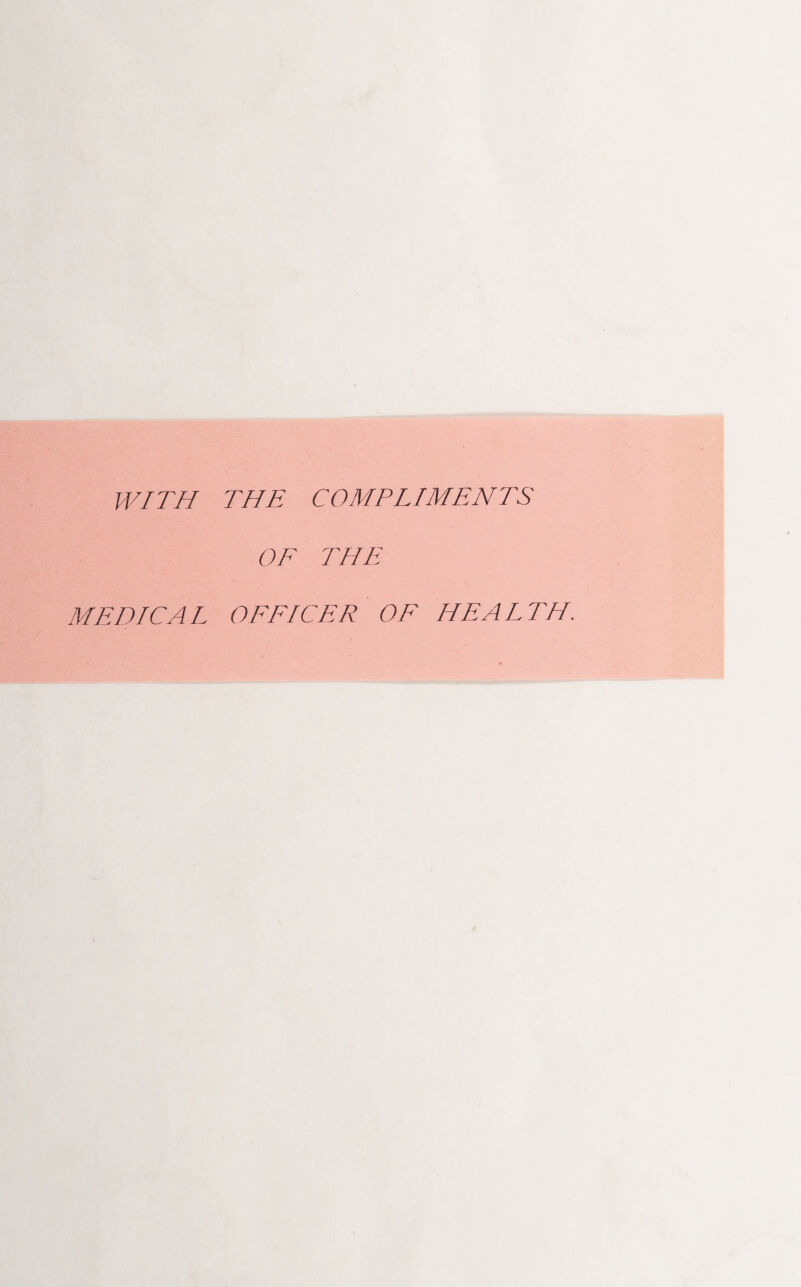 WITH THE COMPLIMENTS
OF THE
MEDICAL OFFICER OF HEALTH.